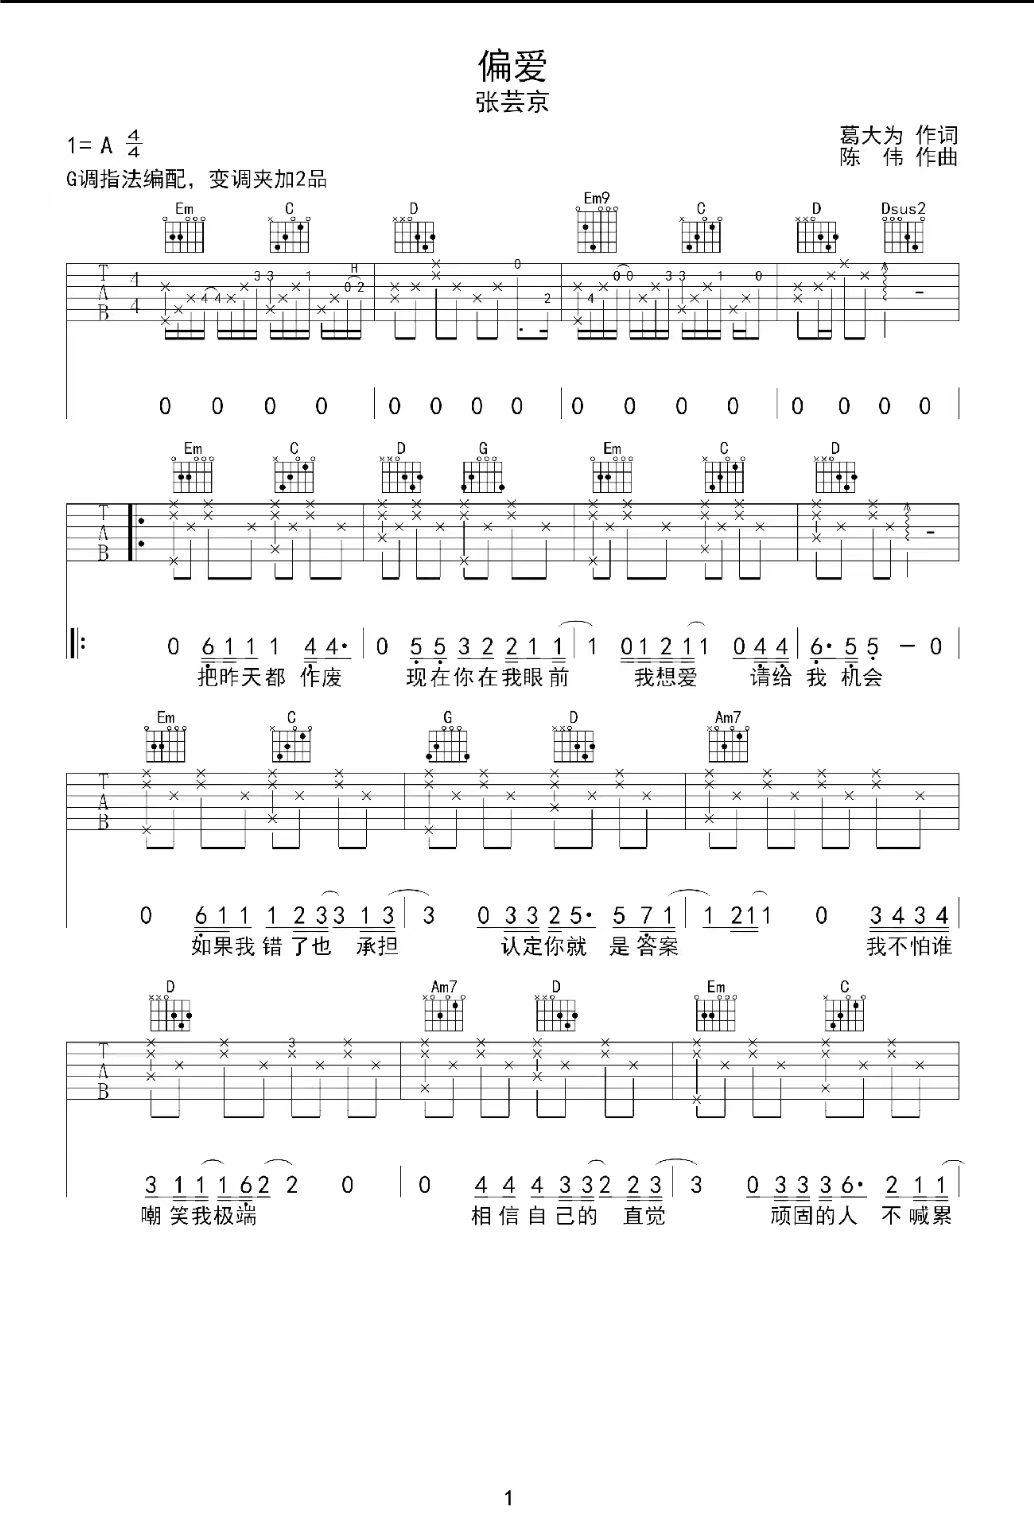 偏爱
张芸京
1= A 4/4
葛大为 作词
陈 伟 作曲
G调指法编配，变调夹加2品
Em C D Em9 C D Dsus2
T A B 4 4
3 3 1 H 0 2 0 0 0 3 3 1 0
4 4 2 4
0 0 0 0 0 0 0 0 0 0 0 0 0 0 0 0
Em C D G Em C D
T A B
0 6 1 1 1 1 4 4· 0 5 5 3 2 2 1 1 1 0 1 2 1 1 0 4 4 6· 5 5 － 0
把昨天都 作废 现在你在我眼前 我想爱 请给 我 机会
Em C G D Am7
T A B
0 6 1 1 1 2 3 3 1 3 3 0 3 3 2 5· 5 7 1 1 2 1 1 0 3 4 3 4
如果我 错了也 承担 认定你就 是答案 我不怕谁
D Am7 D Em C
T A B 3
3 1 1 1 6 2 2 0 0 4 4 4 3 3 2 2 3 3 0 3 3 3 6· 2 1 1
嘲 笑我极端 相信自己的 直觉 顽固的人 不喊累
1